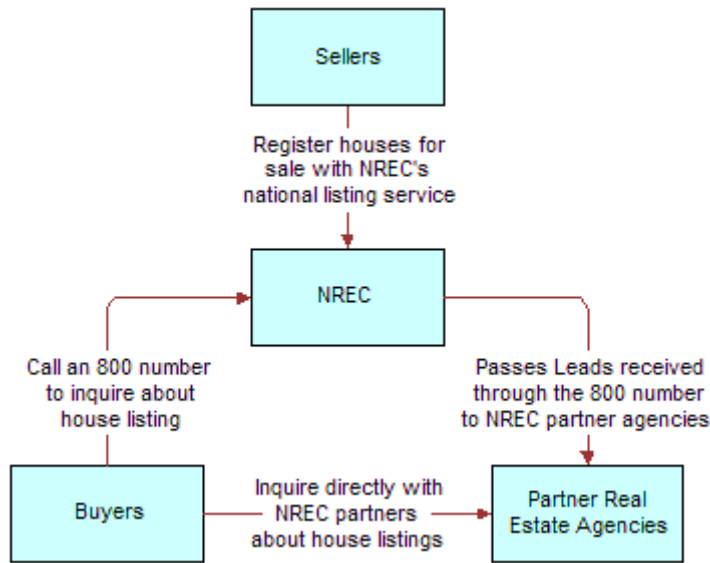 Sellers
Register houses for
sale with NREC's
national listing service
NREC
Call an 800 number
to inquire about
house listing
Passes Leads received
through the 800 number
to NREC partner agencies
Buyers
Inquire directly with
NREC partners
about house listings
Partner Real
Estate Agencies